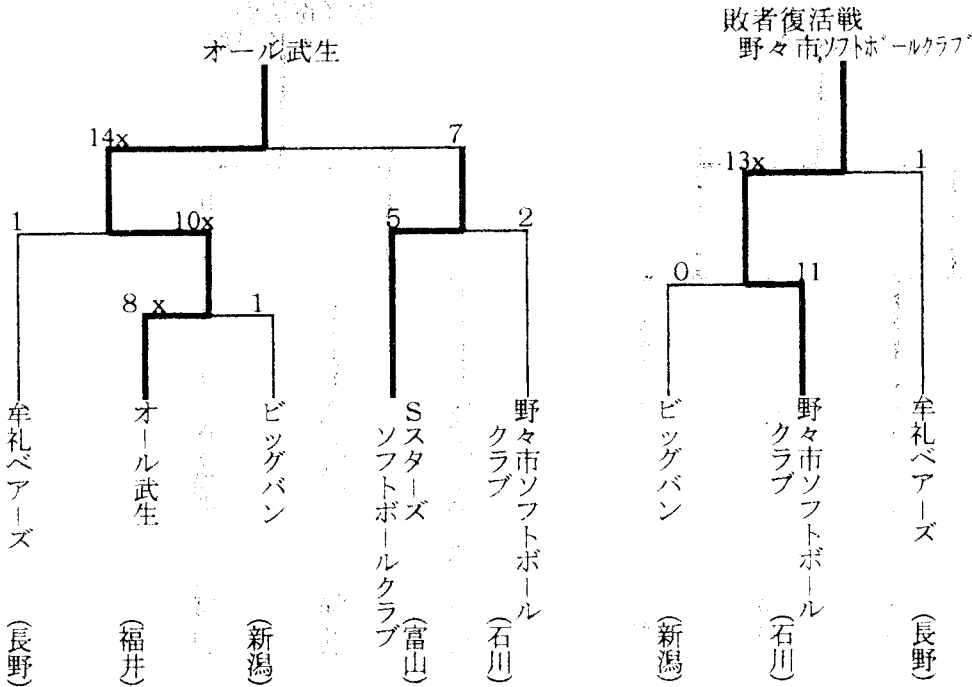 オール武生
14x
7
1
10x
5
2
8 x
1
牟礼ベアーズ
(長野)
オール武生
(福井)
ビッグバン
(新潟)
Sスターズ
ソフトボールクラブ
(富山)
野々市ソフトボール
クラブ
(石川)
敗者復活戦
野々市ソフトボールクラブ
13x
1
0
11
ビッグバン
(新潟)
野々市ソフトボール
クラブ
(石川)
牟礼ベアーズ
(長野)